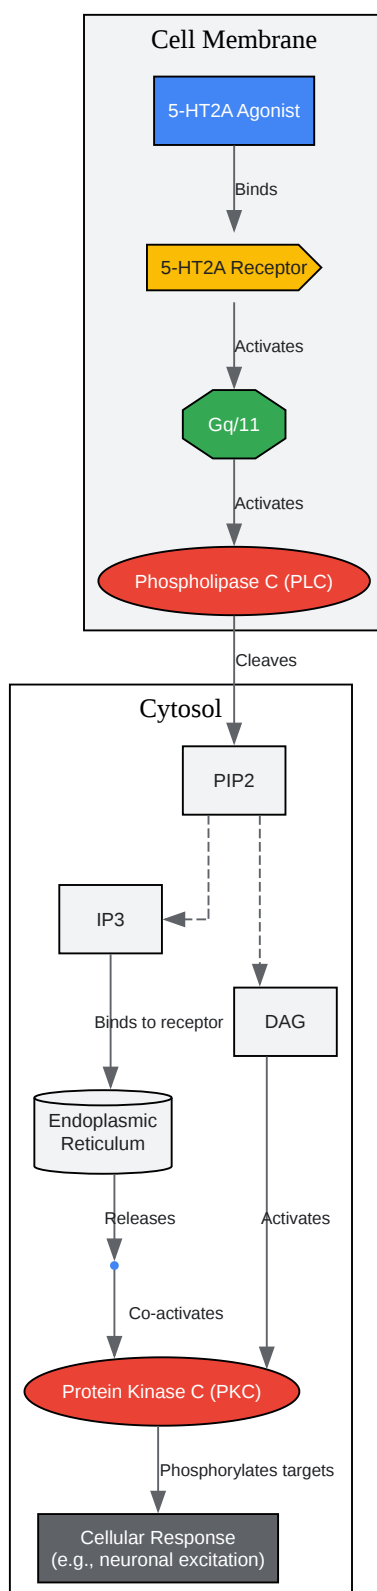 Cell Membrane
5-HT2A Agonist
Binds
5-HT2A Receptor
Activates
Gq/11
Activates
Phospholipase C (PLC)
Cleaves
Cytosol
PIP2
IP3
DAG
Binds to receptor
Endoplasmic
Reticulum
Releases
Activates
Co-activates
Protein Kinase C (PKC)
Phosphorylates targets
Cellular Response
(e.g., neuronal excitation)